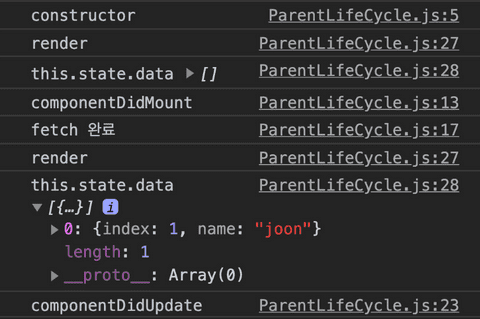 constructor ParentLifeCycle.js:5
render ParentLifeCycle.js:27
this.state.data ▶ [] ParentLifeCycle.js:28
componentDidMount ParentLifeCycle.js:13
fetch 완료 ParentLifeCycle.js:17
render ParentLifeCycle.js:27
this.state.data ParentLifeCycle.js:28
▼ [{…}] i
▶ 0: {index: 1, name: "joon"}
length: 1
▶ __proto__: Array(0)
componentDidUpdate ParentLifeCycle.js:23